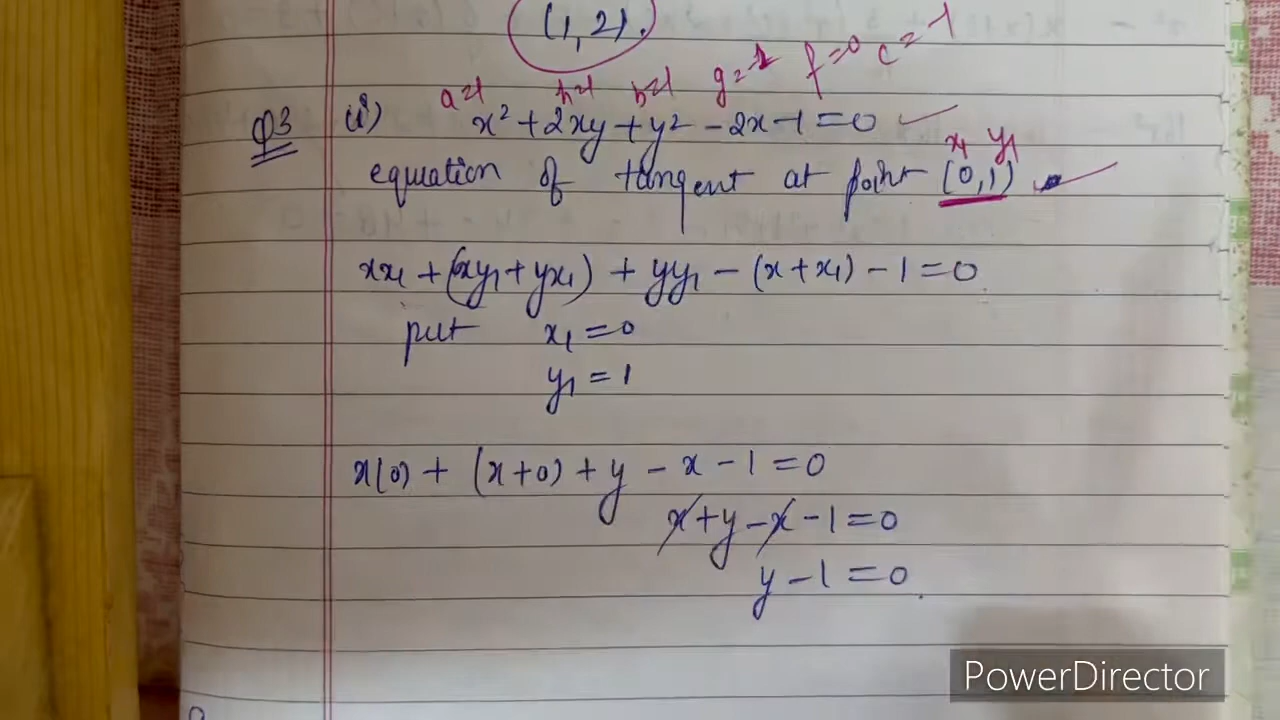 (1, 2).
a=1 h=1 b=1 g=-1 f=0 c=-1
Q3 (i) x² + 2xy + y² - 2x - 1 = 0
x₁ y₁
equation of tangent at point (0, 1)
xx₁ + (xy₁ + yx₁) + yy₁ - (x + x₁) - 1 = 0
put x₁ = 0
y₁ = 1
x(0) + (x + 0) + y - x - 1 = 0
x + y - x - 1 = 0
y - 1 = 0.
PowerDirector